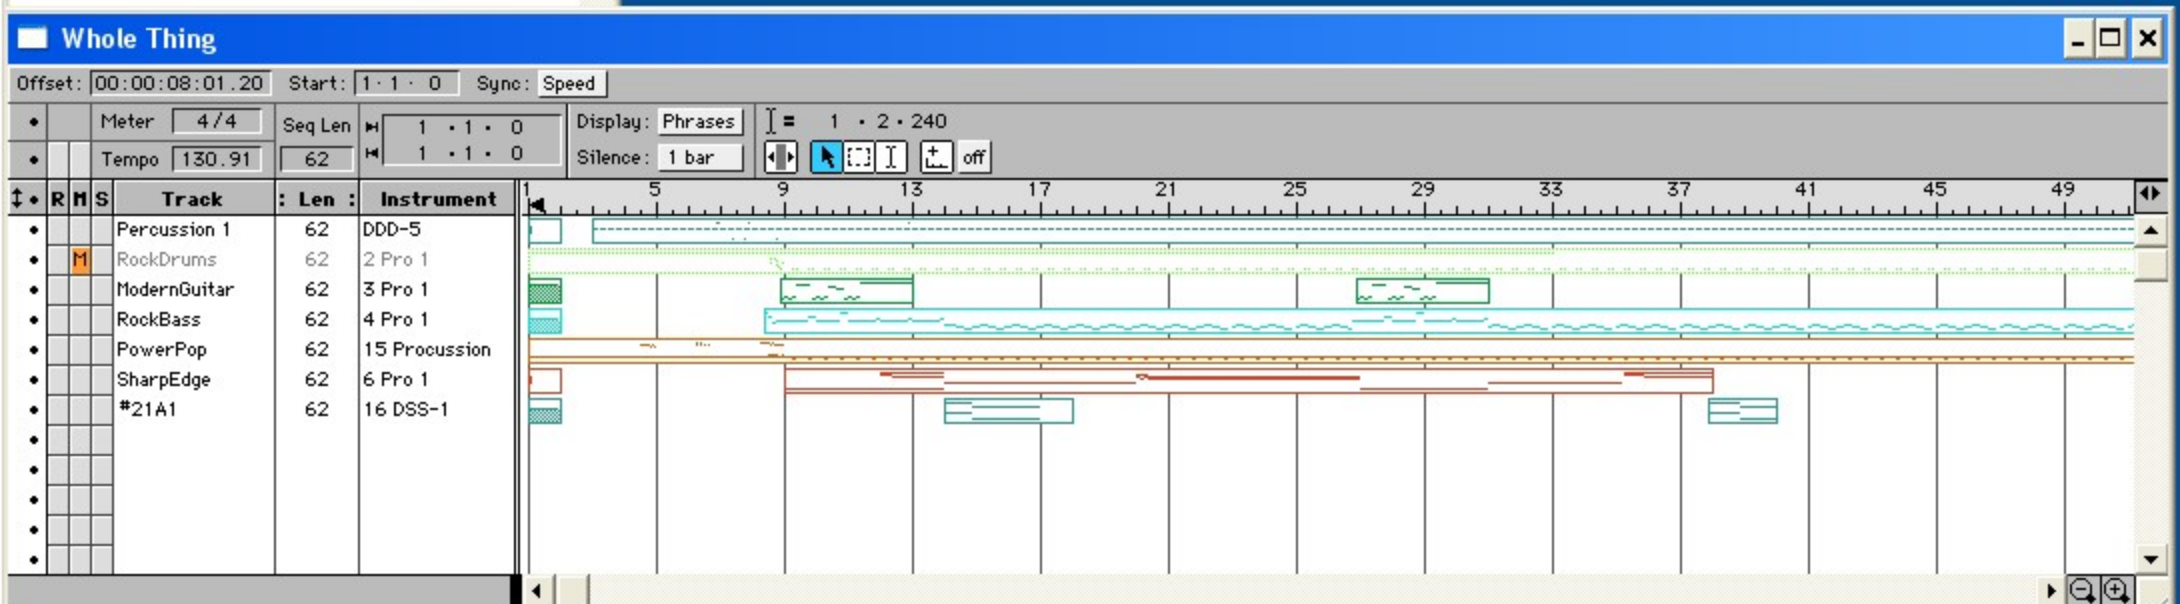 Whole Thing
Offset: 00:00:08:01.20 Start: 1· 1 · 0 Sync: Speed
Meter 4/4 Seq Len 1 · 1 · 0 Display: Phrases = 1 · 2 · 240
Tempo 130.91 62 1 · 1 · 0 Silence: 1 bar off
R M S Track : Len : Instrument 1 5 9 13 17 21 25 29 33 37 41 45 49
Percussion 1 62 DDD-5
M RockDrums 62 2 Pro 1
ModernGuitar 62 3 Pro 1
RockBass 62 4 Pro 1
PowerPop 62 15 Procussion
SharpEdge 62 6 Pro 1
#21A1 62 16 DSS-1